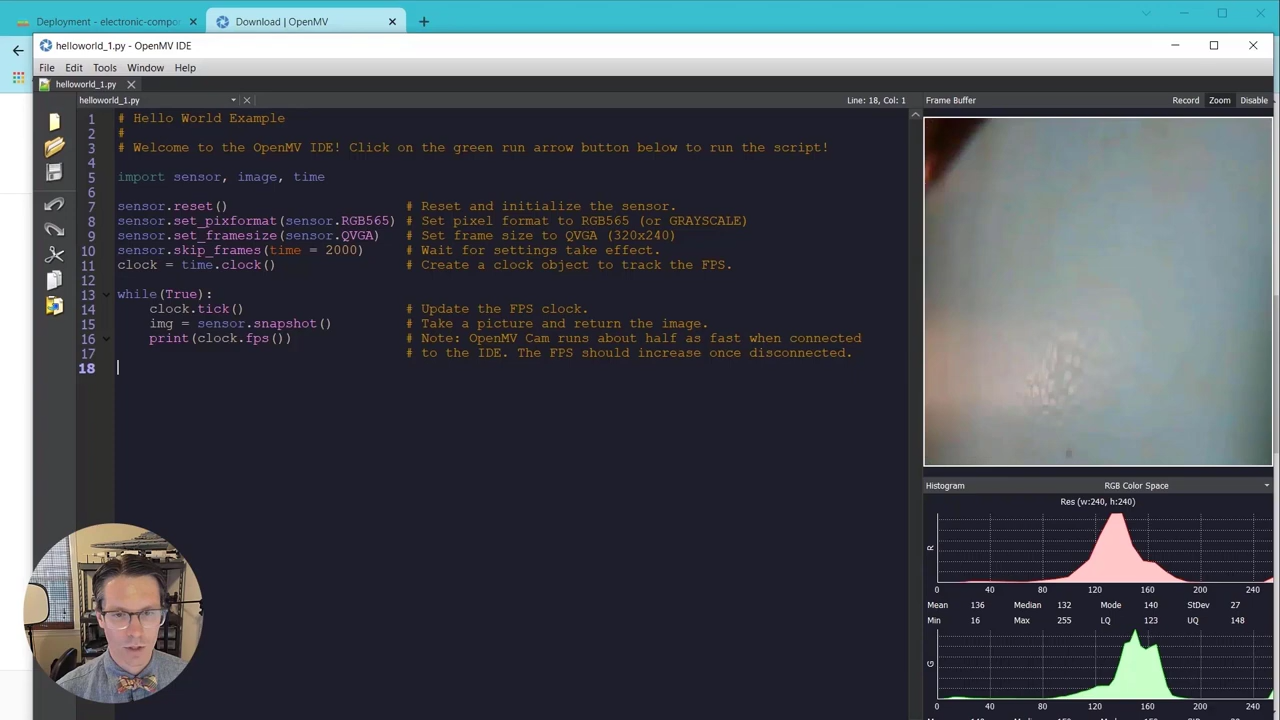 Deployment - electronic-compo
Download | OpenMV
helloworld_1.py - OpenMV IDE
File Edit Tools Window Help
helloworld_1.py
helloworld_1.py
Line: 18, Col: 1
Frame Buffer
Record Zoom Disable
1 # Hello World Example
2 #
3 # Welcome to the OpenMV IDE! Click on the green run arrow button below to run the script!
4
5 import sensor, image, time
6
7 sensor.reset() # Reset and initialize the sensor.
8 sensor.set_pixformat(sensor.RGB565) # Set pixel format to RGB565 (or GRAYSCALE)
9 sensor.set_framesize(sensor.QVGA) # Set frame size to QVGA (320x240)
10 sensor.skip_frames(time = 2000) # Wait for settings take effect.
11 clock = time.clock() # Create a clock object to track the FPS.
12
13 while(True):
14 clock.tick() # Update the FPS clock.
15 img = sensor.snapshot() # Take a picture and return the image.
16 print(clock.fps()) # Note: OpenMV Cam runs about half as fast when connected
17 # to the IDE. The FPS should increase once disconnected.
18
Histogram RGB Color Space
Res (w:240, h:240)
R
0 40 80 120 160 200 240
Mean 136 Median 132 Mode 140 StDev 27
Min 16 Max 255 LQ 123 UQ 148
G
0 40 80 120 160 200 240